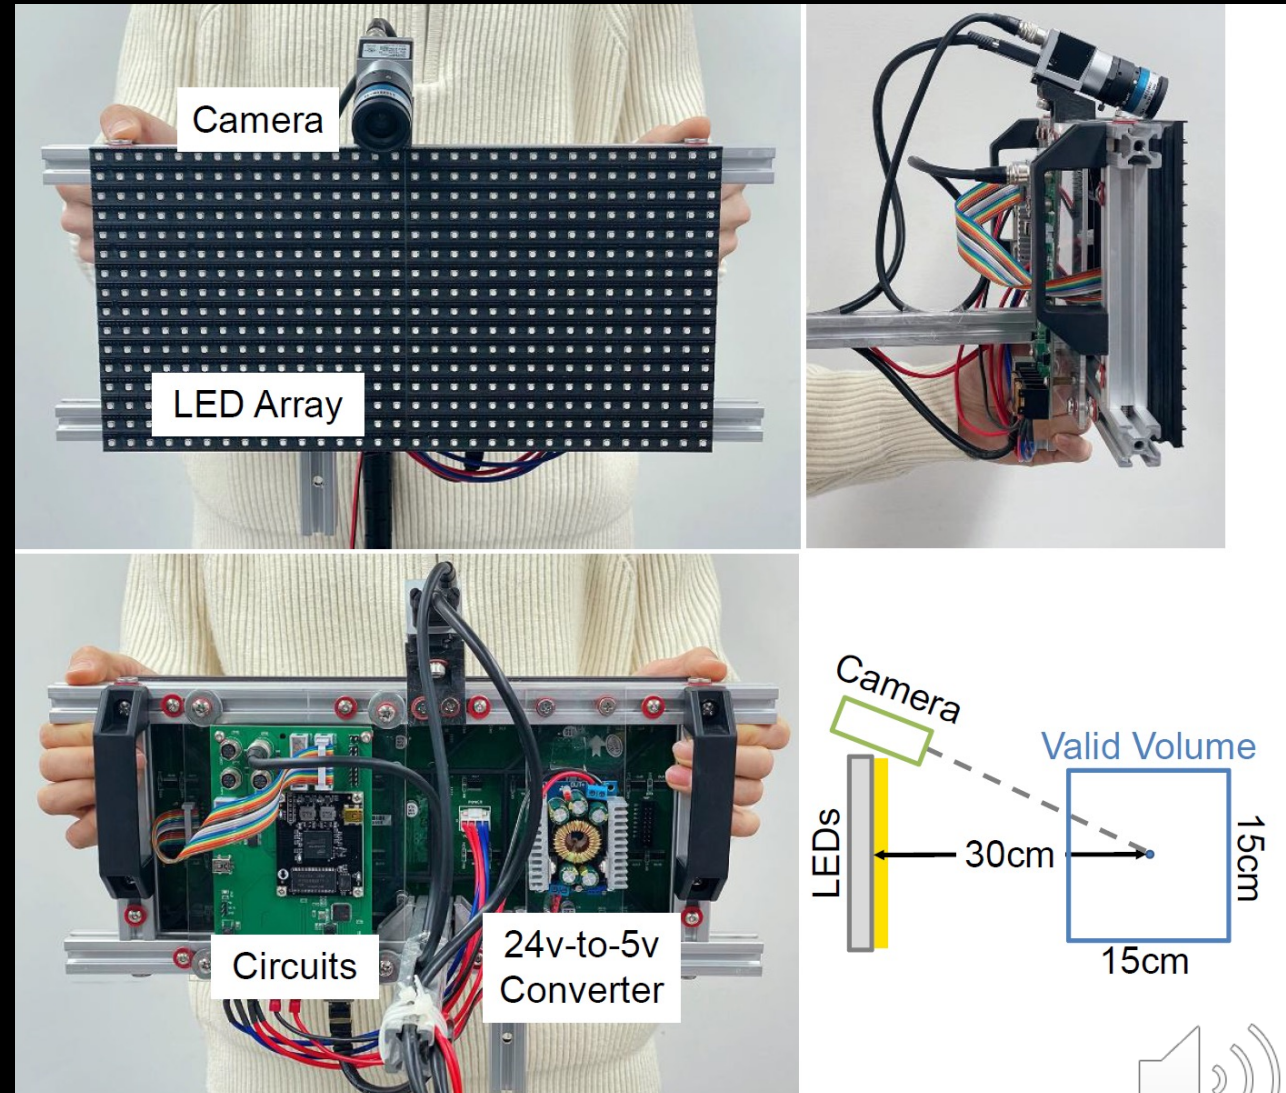 Camera
LED Array
Circuits
24v-to-5v
Converter
Camera
Valid Volume
LEDs
30cm
15cm
15cm